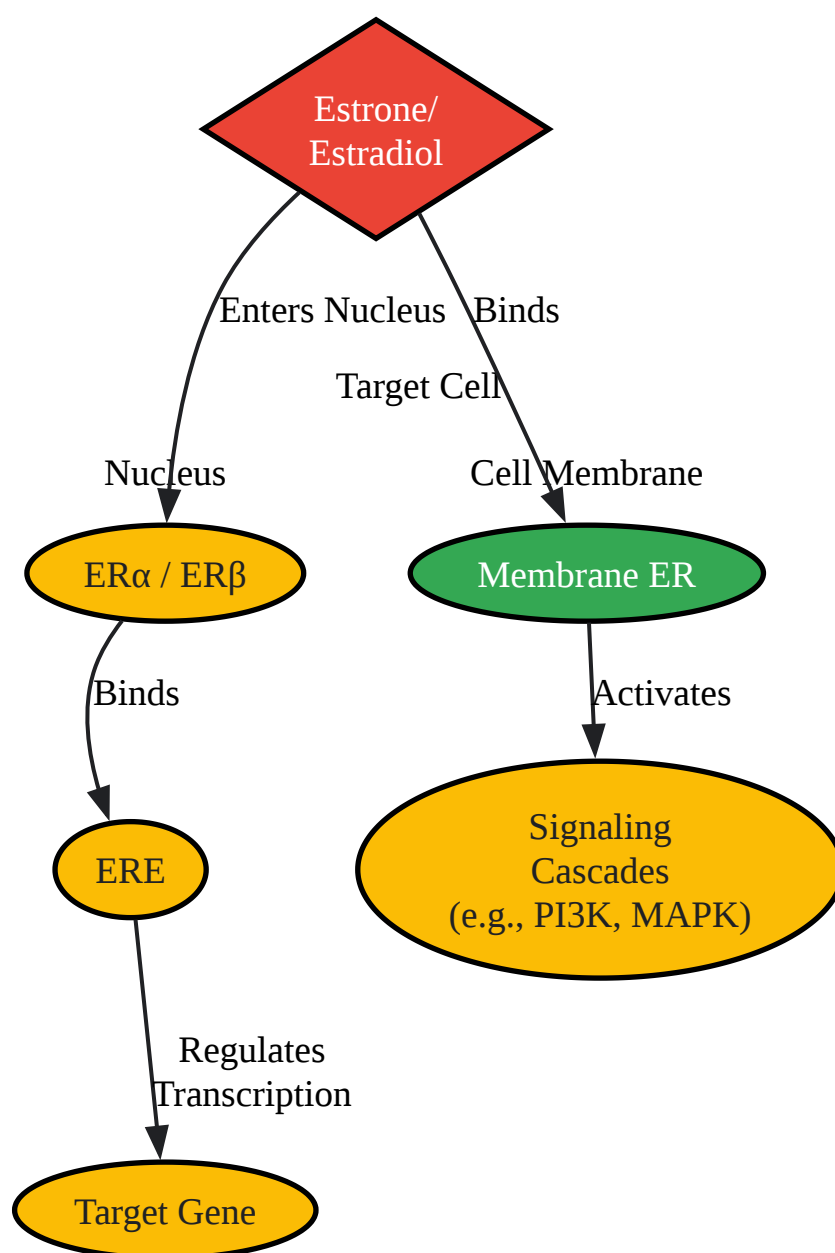 Estrone/
Estradiol
Enters Nucleus
Binds
Target Cell
Nucleus
Cell Membrane
ERα / ERβ
Membrane ER
Binds
Activates
ERE
Signaling
Cascades
(e.g., PI3K, MAPK)
Regulates
Transcription
Target Gene